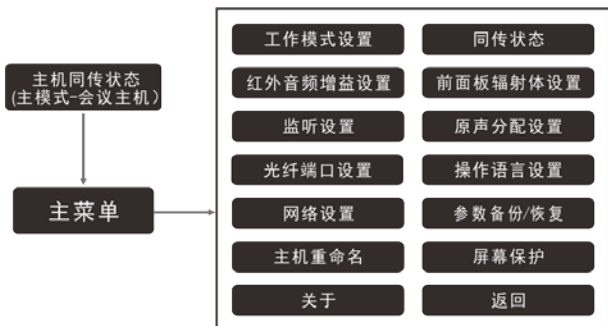 主机同传状态
(主模式-会议主机）
主菜单
工作模式设置
同传状态
红外音频增益设置
前面板辐射体设置
监听设置
原声分配设置
光纤端口设置
操作语言设置
网络设置
参数备份/恢复
主机重命名
屏幕保护
关于
返回